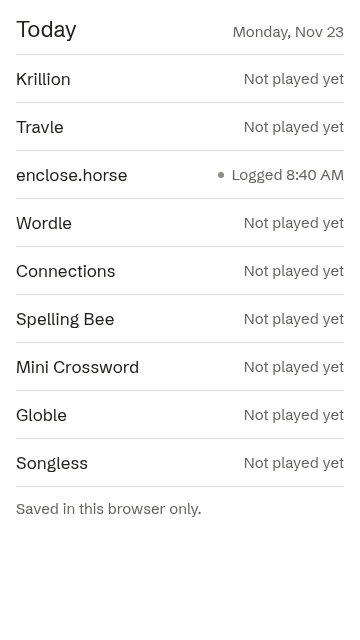 Today Monday, Nov 23
Krillion Not played yet
Travle Not played yet
enclose.horse • Logged 8:40 AM
Wordle Not played yet
Connections Not played yet
Spelling Bee Not played yet
Mini Crossword Not played yet
Globle Not played yet
Songless Not played yet
Saved in this browser only.